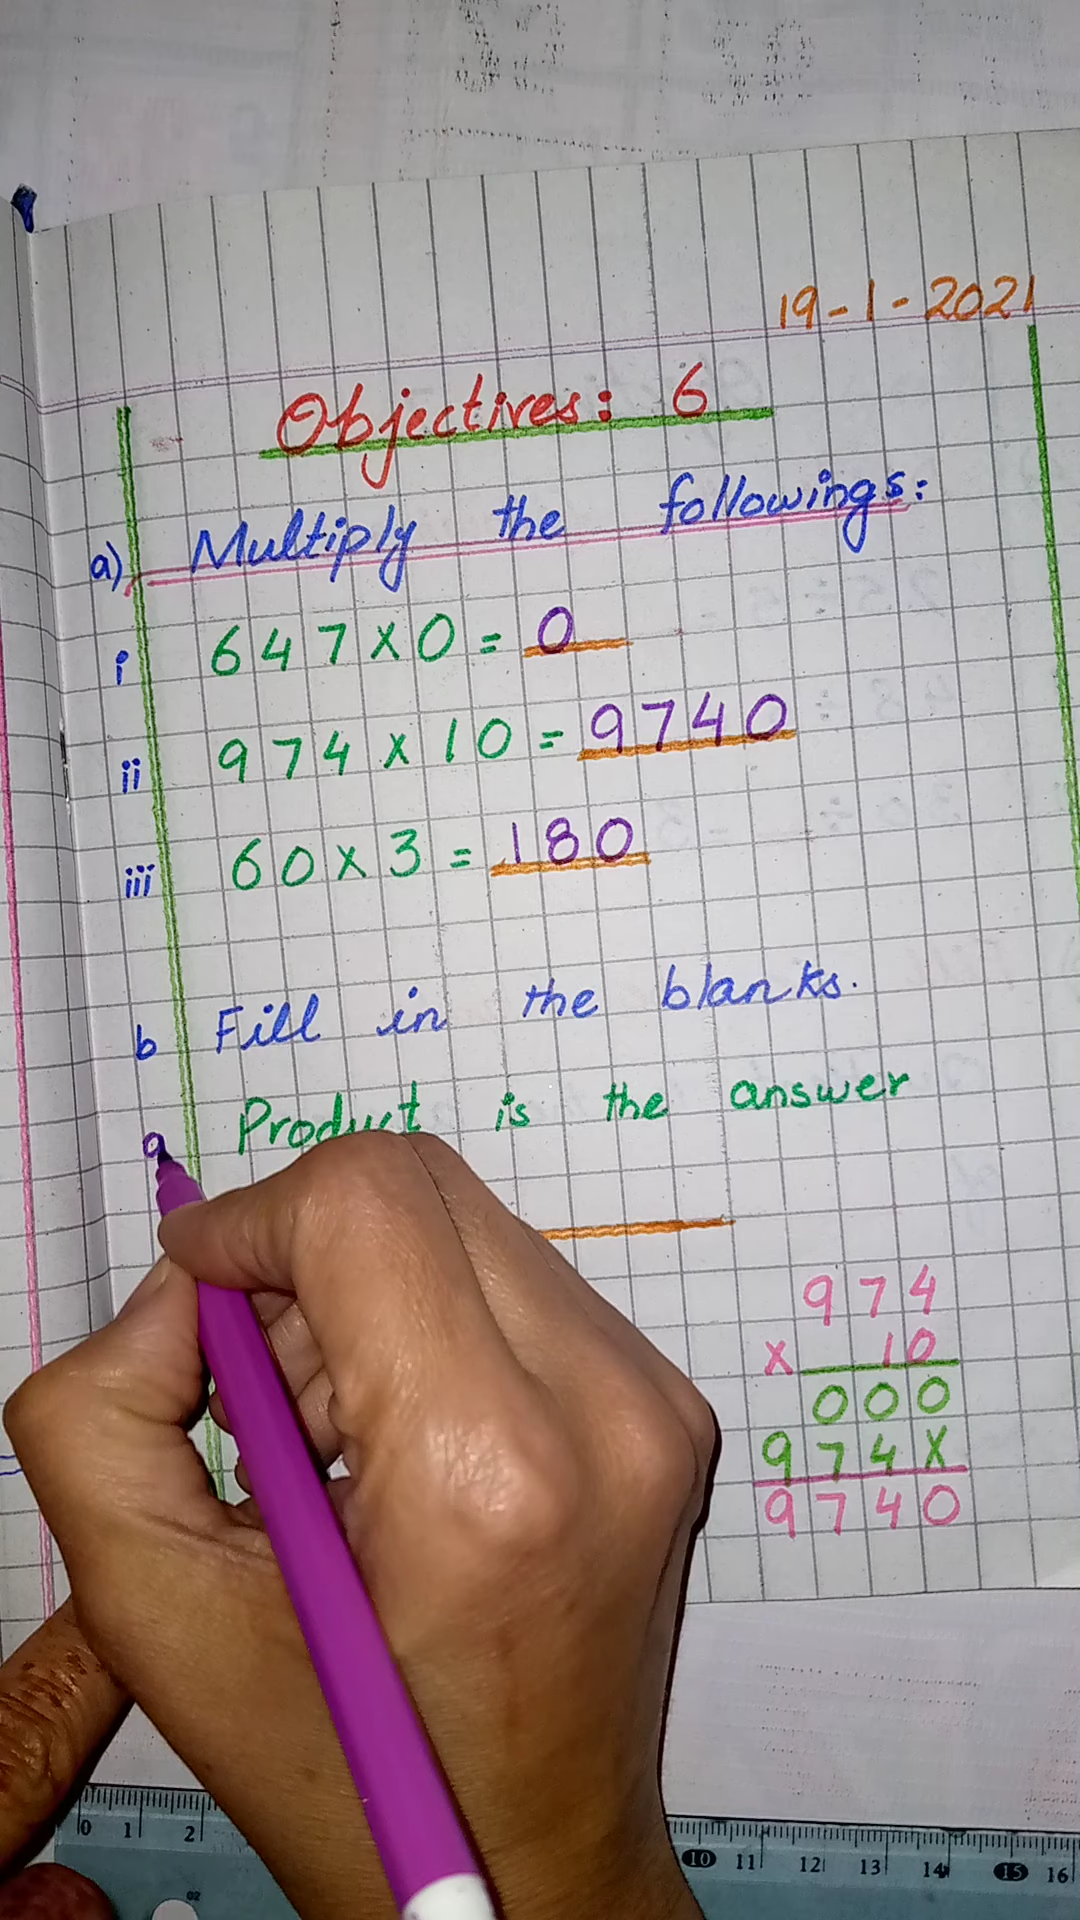 19-1-2021
Objectives: 6
a) Multiply the followings:
i 647 x 0 = 0
ii 974 x 10 = 9740
iii 60 x 3 = 180
b Fill in the blanks.
a Product is the answer
974
x 10
000
974x
9740
0 1 2 10 11 12 13 14 15 16